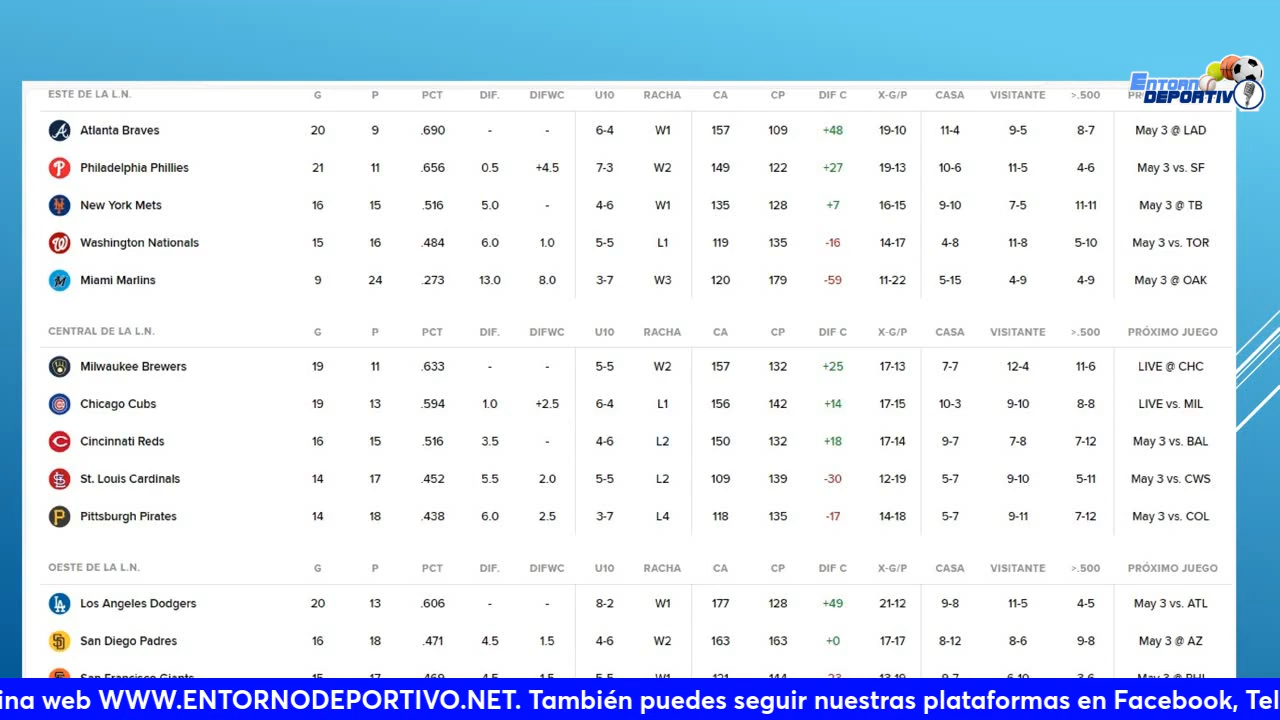 ENTORNO
DEPORTIVO
ESTE DE LA L.N. G P PCT DIF. DIFWC U10 RACHA CA CP DIF C X-G/P CASA VISITANTE >.500
Atlanta Braves 20 9 .690 - - 6-4 W1 157 109 +48 19-10 11-4 9-5 8-7 May 3 @ LAD
Philadelphia Phillies 21 11 .656 0.5 +4.5 7-3 W2 149 122 +27 19-13 10-6 11-5 4-6 May 3 vs. SF
New York Mets 16 15 .516 5.0 - 4-6 W1 135 128 +7 16-15 9-10 7-5 11-11 May 3 @ TB
Washington Nationals 15 16 .484 6.0 1.0 5-5 L1 119 135 -16 14-17 4-8 11-8 5-10 May 3 vs. TOR
Miami Marlins 9 24 .273 13.0 8.0 3-7 W3 120 179 -59 11-22 5-15 4-9 4-9 May 3 @ OAK
CENTRAL DE LA L.N. G P PCT DIF. DIFWC U10 RACHA CA CP DIF C X-G/P CASA VISITANTE >.500 PRÓXIMO JUEGO
Milwaukee Brewers 19 11 .633 - - 5-5 W2 157 132 +25 17-13 7-7 12-4 11-6 LIVE @ CHC
Chicago Cubs 19 13 .594 1.0 +2.5 6-4 L1 156 142 +14 17-15 10-3 9-10 8-8 LIVE vs. MIL
Cincinnati Reds 16 15 .516 3.5 - 4-6 L2 150 132 +18 17-14 9-7 7-8 7-12 May 3 vs. BAL
St. Louis Cardinals 14 17 .452 5.5 2.0 5-5 L2 109 139 -30 12-19 5-7 9-10 5-11 May 3 vs. CWS
Pittsburgh Pirates 14 18 .438 6.0 2.5 3-7 L4 118 135 -17 14-18 5-7 9-11 7-12 May 3 vs. COL
OESTE DE LA L.N. G P PCT DIF. DIFWC U10 RACHA CA CP DIF C X-G/P CASA VISITANTE >.500 PRÓXIMO JUEGO
Los Angeles Dodgers 20 13 .606 - - 8-2 W1 177 128 +49 21-12 9-8 11-5 4-5 May 3 vs. ATL
San Diego Padres 16 18 .471 4.5 1.5 4-6 W2 163 163 +0 17-17 8-12 8-6 9-8 May 3 @ AZ
San Francisco Giants
ina web WWW.ENTORNODEPORTIVO.NET. También puedes seguir nuestras plataformas en Facebook, Tel